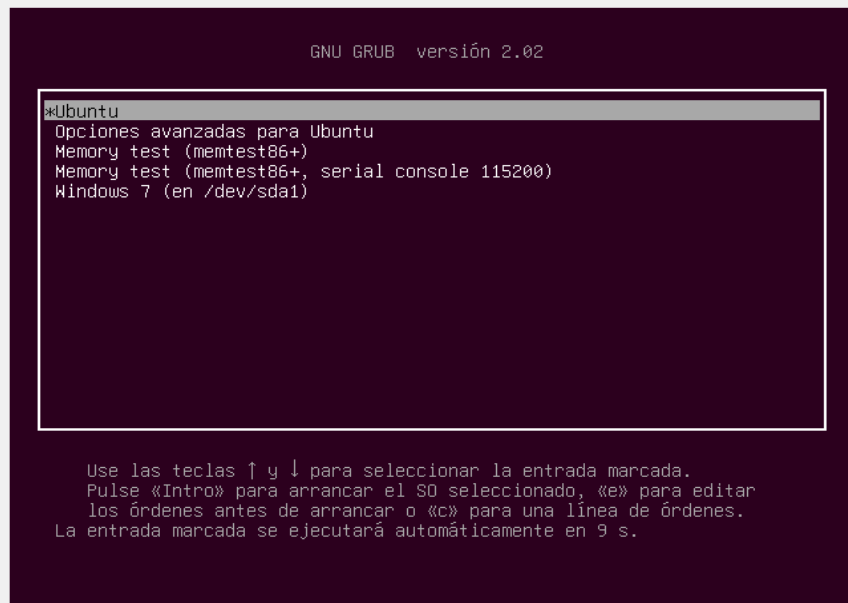 GNU GRUB  versión 2.02
*Ubuntu
Opciones avanzadas para Ubuntu
Memory test (memtest86+)
Memory test (memtest86+, serial console 115200)
Windows 7 (en /dev/sda1)
Use las teclas ↑ y ↓ para seleccionar la entrada marcada.
Pulse «Intro» para arrancar el SO seleccionado, «e» para editar
los órdenes antes de arrancar o «c» para una línea de órdenes.
La entrada marcada se ejecutará automáticamente en 9 s.